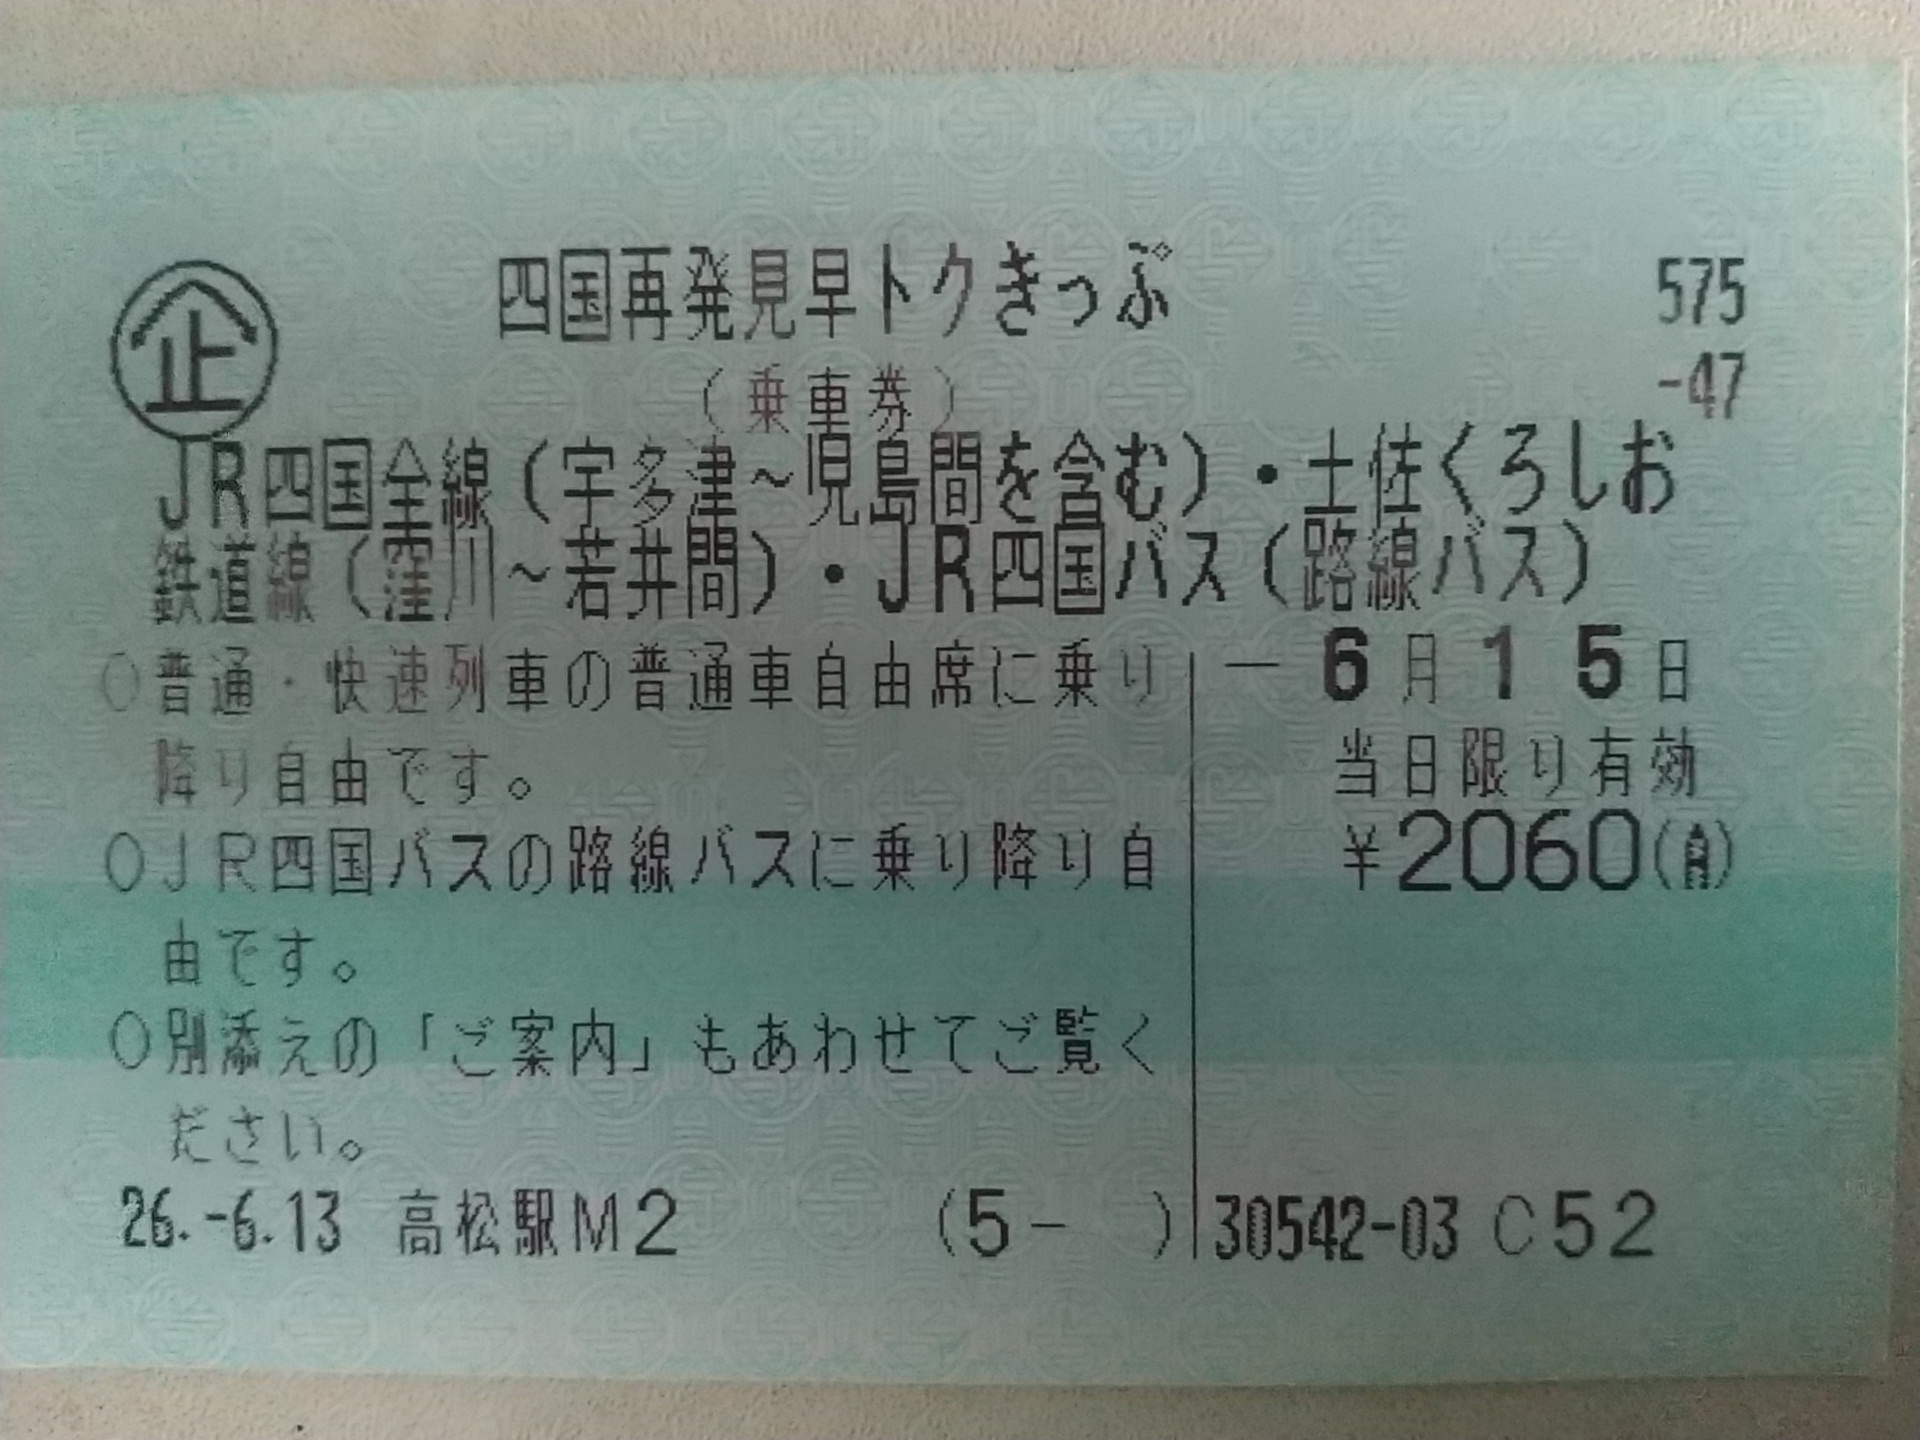 企
四国再発見早トクきっぷ
575
(乗車券)
-47
JR四国全線(宇多津~児島間を含む)・土佐くろしお
鉄道線(窪川~若井間)・JR四国バス(路線バス)
○普通・快速列車の普通車自由席に乗り
降り自由です。
○JR四国バスの路線バスに乗り降り自
由です。
○別添えの「ご案内」もあわせてご覧く
ださい。
-6月15日
当日限り有効
¥2060
26.-6.13 高松駅M2 (5- ) 30542-03 C52